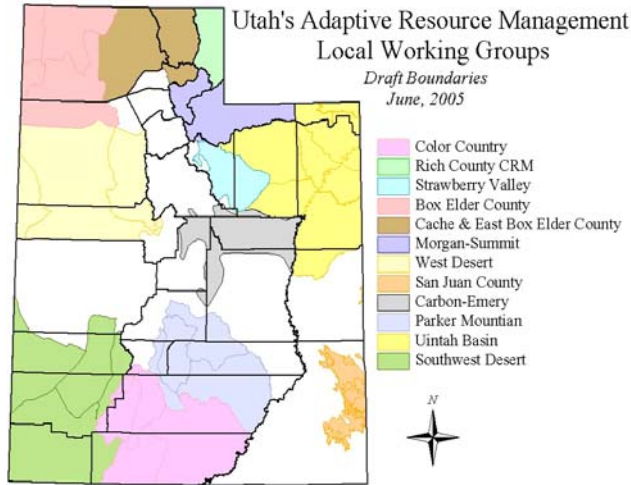 Utah's Adaptive Resource Management
Local Working Groups
Draft Boundaries
June, 2005
Color Country
Rich County CRM
Strawberry Valley
Box Elder County
Cache & East Box Elder County
Morgan-Summit
West Desert
San Juan County
Carbon-Emery
Parker Mountian
Uintah Basin
Southwest Desert
N